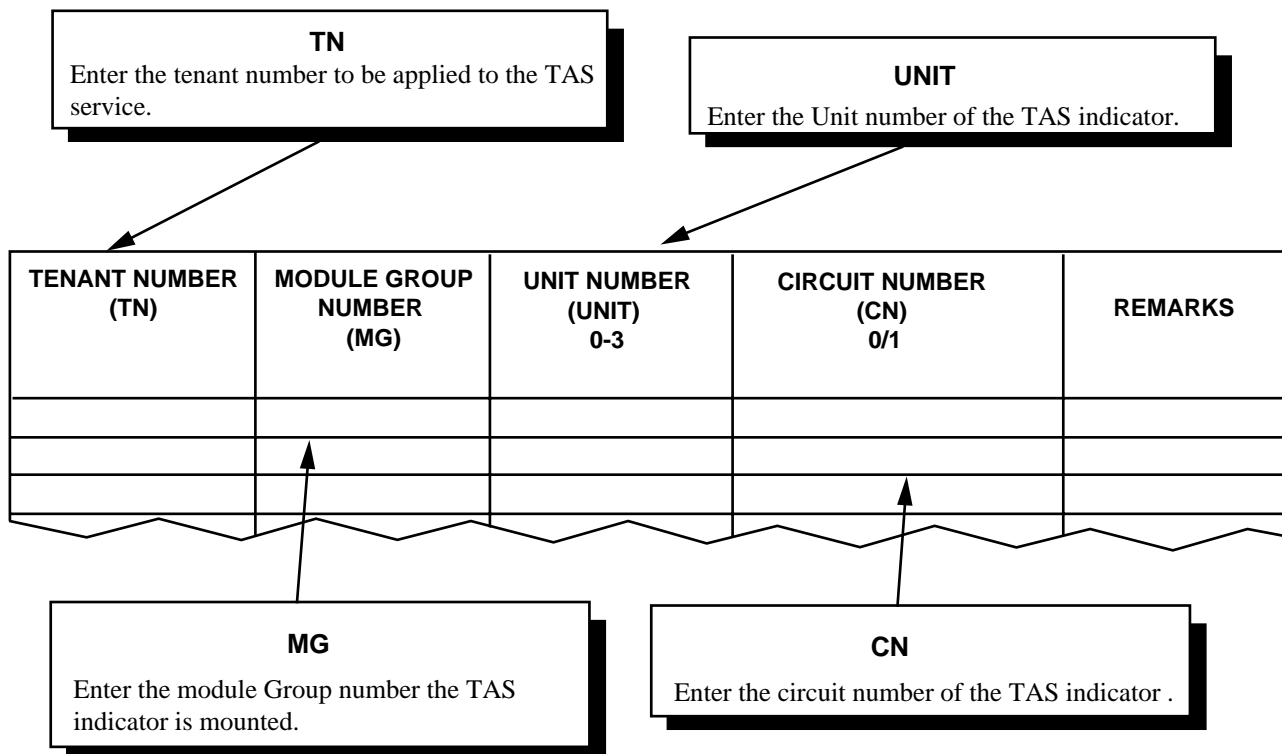 TN
Enter the tenant number to be applied to the TAS
service.
UNIT
Enter the Unit number of the TAS indicator.
TENANT NUMBER
(TN)
MODULE GROUP
NUMBER
(MG)
UNIT NUMBER
(UNIT)
0-3
CIRCUIT NUMBER
(CN)
0/1
REMARKS
MG
Enter the module Group number the TAS
indicator is mounted.
CN
Enter the circuit number of the TAS indicator .